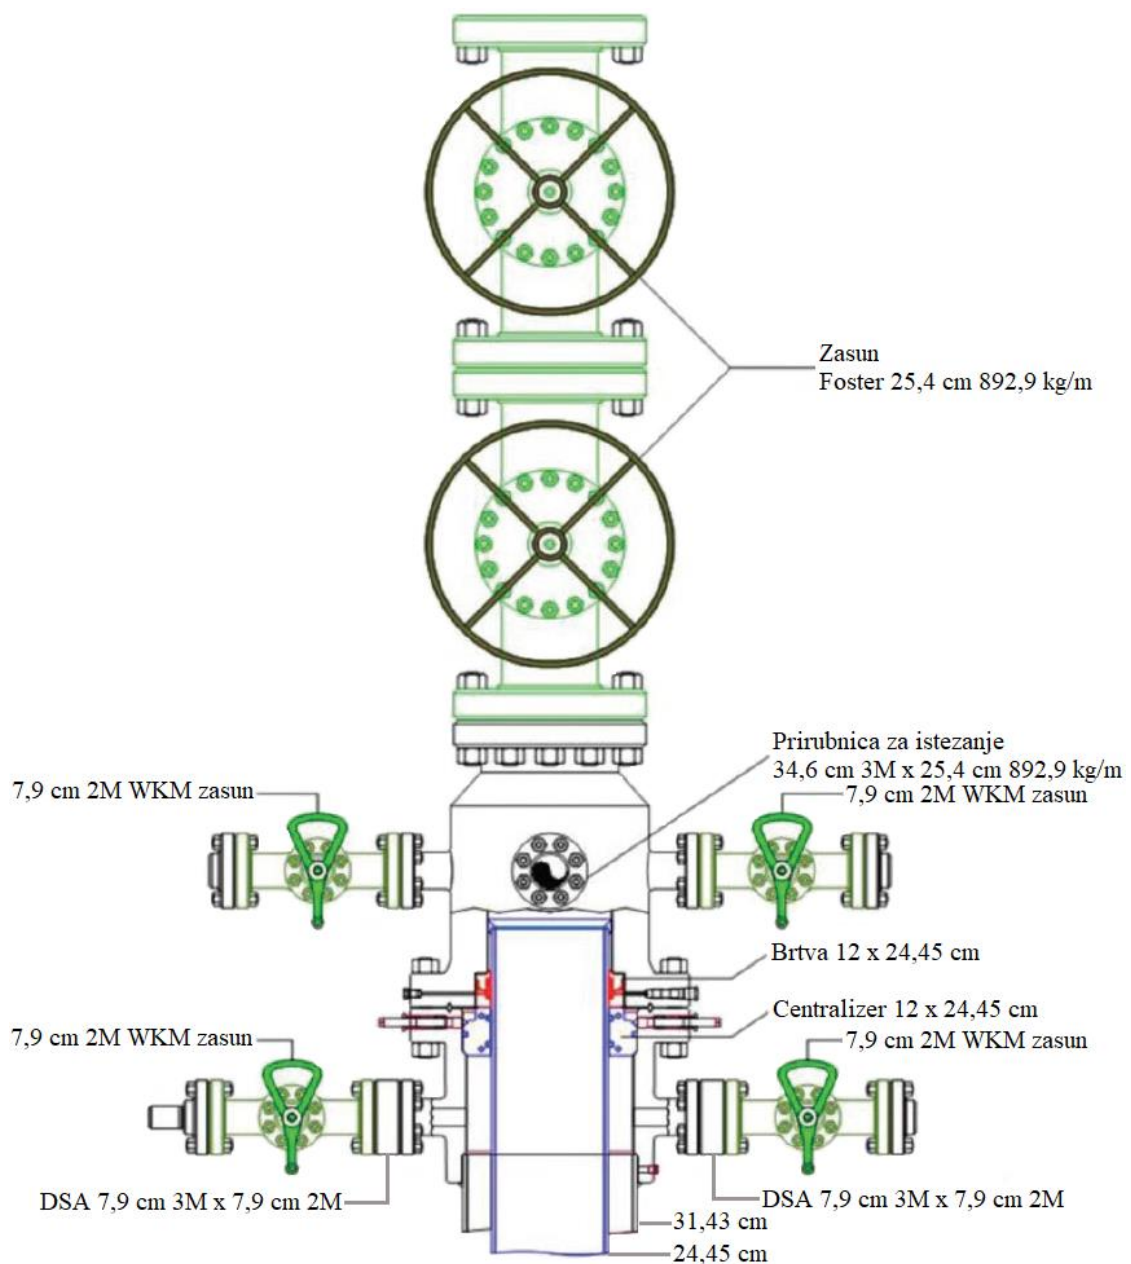 Zasun
Foster 25,4 cm 892,9 kg/m
Prirubnica za istezanje
34,6 cm 3M x 25,4 cm 892,9 kg/m
7,9 cm 2M WKM zasun
7,9 cm 2M WKM zasun
Brtva 12 x 24,45 cm
Centralizer 12 x 24,45 cm
7,9 cm 2M WKM zasun
7,9 cm 2M WKM zasun
DSA 7,9 cm 3M x 7,9 cm 2M
DSA 7,9 cm 3M x 7,9 cm 2M
31,43 cm
24,45 cm